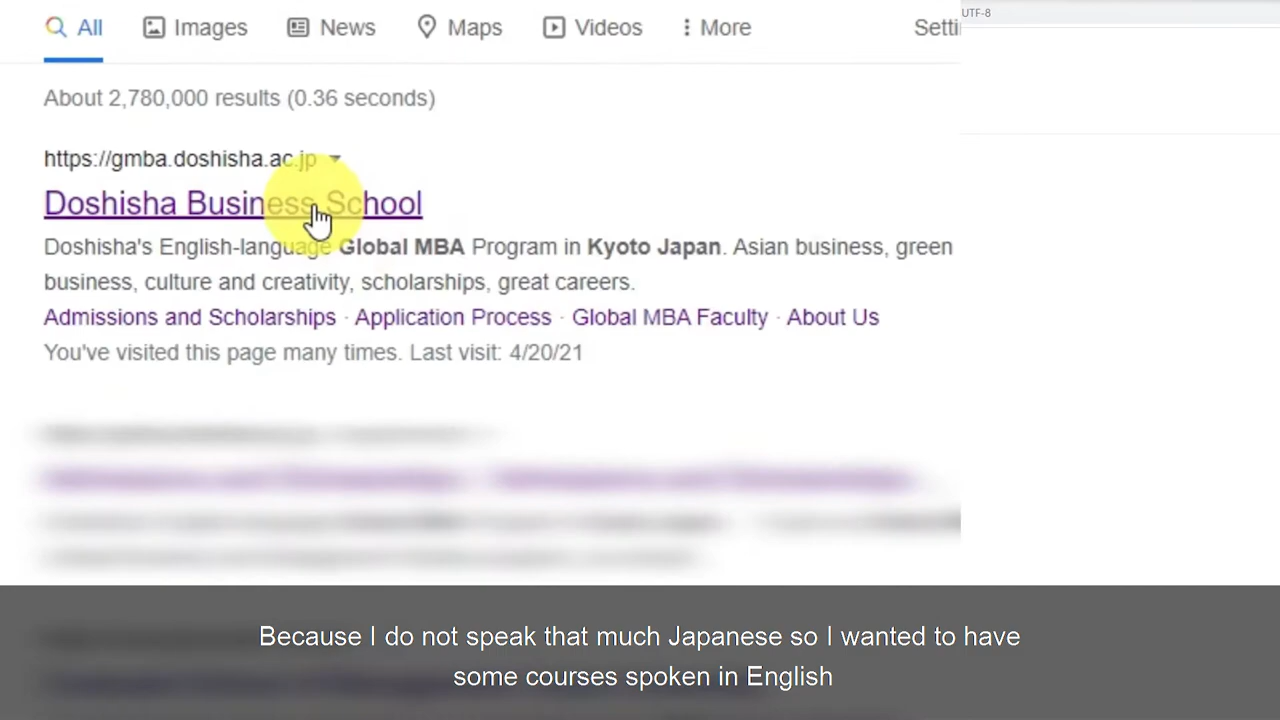 All Images News Maps Videos More Setti
UTF-8
About 2,780,000 results (0.36 seconds)
https://gmba.doshisha.ac.jp
Doshisha Business School
Doshisha's English-language Global MBA Program in Kyoto Japan. Asian business, green
business, culture and creativity, scholarships, great careers.
Admissions and Scholarships · Application Process · Global MBA Faculty · About Us
You've visited this page many times. Last visit: 4/20/21
Because I do not speak that much Japanese so I wanted to have
some courses spoken in English